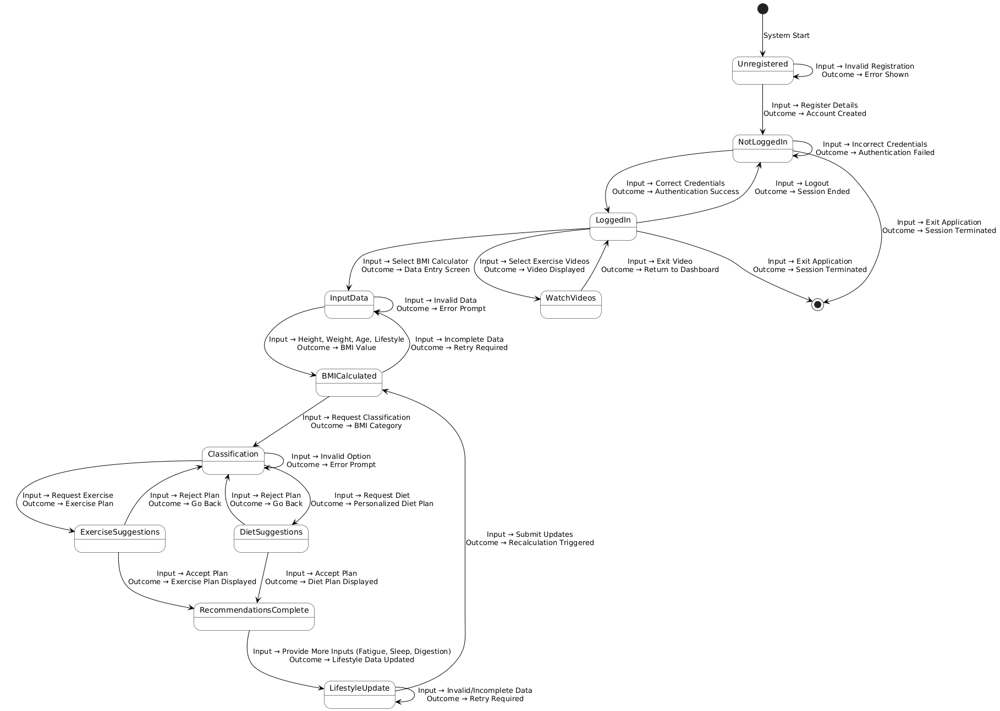 System Start
Unregistered
Input → Invalid Registration
Outcome → Error Shown
Input → Register Details
Outcome → Account Created
NotLoggedIn
Input → Incorrect Credentials
Outcome → Authentication Failed
Input → Correct Credentials
Outcome → Authentication Success
Input → Logout
Outcome → Session Ended
Input → Exit Application
Outcome → Session Terminated
LoggedIn
Input → Select BMI Calculator
Outcome → Data Entry Screen
Input → Select Exercise Videos
Outcome → Video Displayed
Input → Exit Video
Outcome → Return to Dashboard
Input → Exit Application
Outcome → Session Terminated
InputData
Input → Invalid Data
Outcome → Error Prompt
WatchVideos
Input → Height, Weight, Age, Lifestyle
Outcome → BMI Value
Input → Incomplete Data
Outcome → Retry Required
BMICalculated
Input → Request Classification
Outcome → BMI Category
Classification
Input → Invalid Option
Outcome → Error Prompt
Input → Request Exercise
Outcome → Exercise Plan
Input → Reject Plan
Outcome → Go Back
Input → Reject Plan
Outcome → Go Back
Input → Request Diet
Outcome → Personalized Diet Plan
ExerciseSuggestions
DietSuggestions
Input → Submit Updates
Outcome → Recalculation Triggered
Input → Accept Plan
Outcome → Exercise Plan Displayed
Input → Accept Plan
Outcome → Diet Plan Displayed
RecommendationsComplete
Input → Provide More Inputs (Fatigue, Sleep, Digestion)
Outcome → Lifestyle Data Updated
LifestyleUpdate
Input → Invalid/Incomplete Data
Outcome → Retry Required